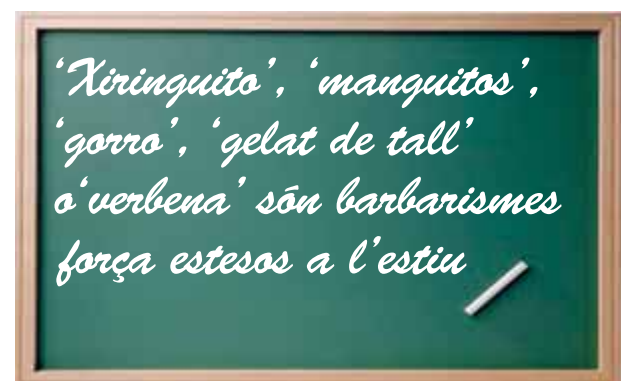 ‘Xiringuito’, ‘manguitos’,
‘gorro’, ‘gelat de tall’
o‘verbena’ són barbarismes
força estesos a l’estiu